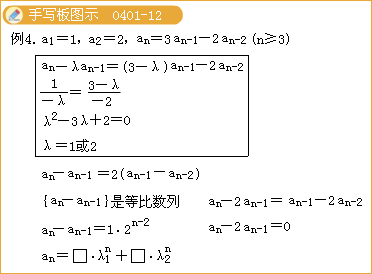 手写板图示 0401-12
例4. a₁=1, a₂=2, aₙ=3aₙ₋₁-2aₙ₋₂ (n≥3)
aₙ-λaₙ₋₁=(3-λ)aₙ₋₁-2aₙ₋₂
1/-λ = 3-λ/-2
λ²-3λ+2=0
λ=1或2
aₙ-aₙ₋₁=2(aₙ₋₁-aₙ₋₂)
{aₙ-aₙ₋₁}是等比数列 aₙ-2aₙ₋₁=aₙ₋₁-2aₙ₋₂
aₙ-aₙ₋₁=1·2ⁿ⁻² aₙ-2aₙ₋₁=0
aₙ=□·λ₁ⁿ+□·λ₂ⁿ